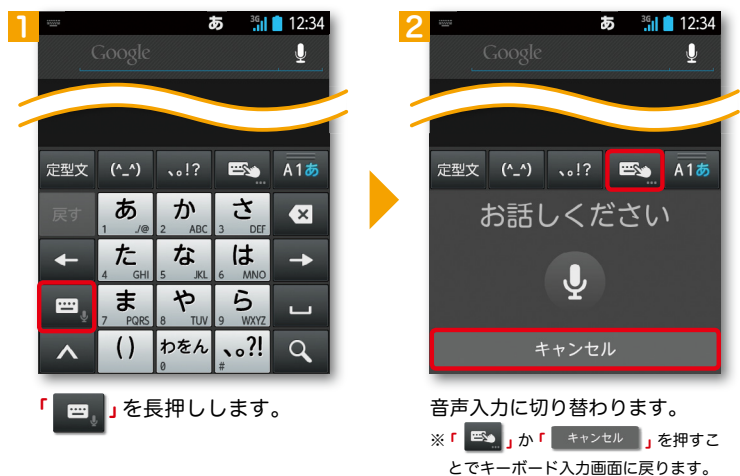 1
あ 3G 12:34
Google
定型文 (^_^) 、。!? A1あ
戻す あ 1 ./@ か 2 ABC さ 3 DEF
た 4 GHI な 5 JKL は 6 MNO
ま 7 PQRS や 8 TUV ら 9 WXYZ
() わをん 0 、。?! #
「 」を長押しします。
2
あ 3G 12:34
Google
定型文 (^_^) 、。!? A1あ
お話しください
キャンセル
音声入力に切り替わります。
※「 」か「 キャンセル 」を押すこ
とでキーボード入力画面に戻ります。